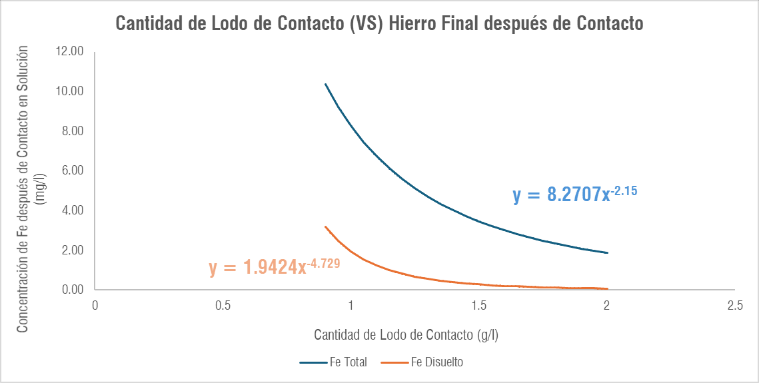 Cantidad de Lodo de Contacto (VS) Hierro Final después de Contacto
Concentración de Fe después de Contacto en Solución
(mg/l)
12.00
10.00
8.00
6.00
4.00
2.00
0.00
y = 8.2707x^-2.15
y = 1.9424x^-4.729
0 0.5 1 1.5 2 2.5
Cantidad de Lodo de Contacto (g/l)
Fe Total Fe Disuelto